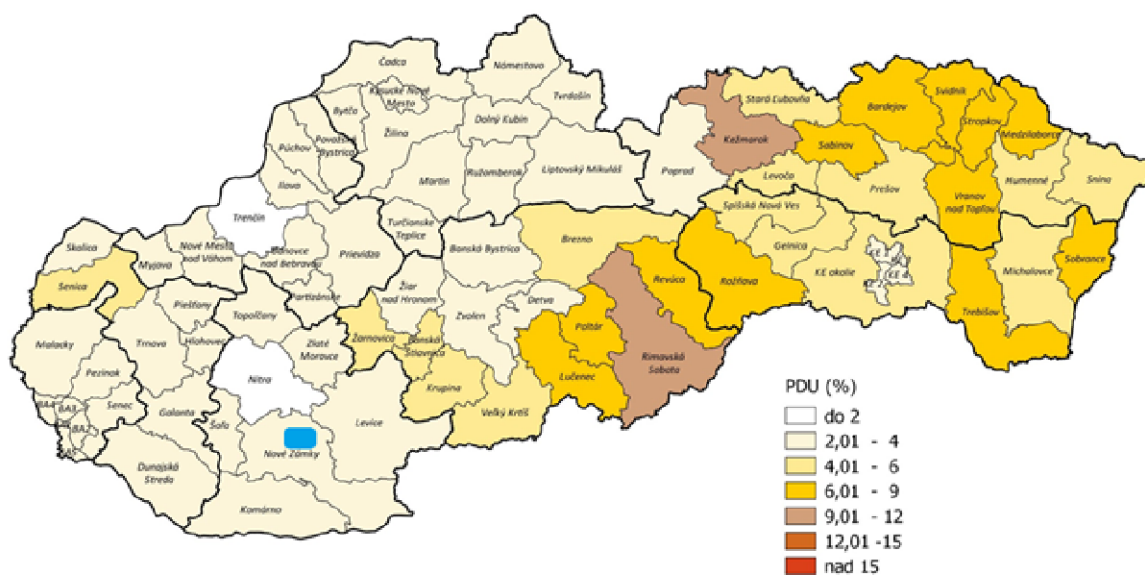 Čadca
Námestovo
Kysucké Nové
Mesto
Tvrdošín
Bytča
Dolný Kubín
Žilina
Považská
Bystrica
Púchov
Ilava
Martin
Ružomberok
Liptovský Mikuláš
Poprad
Kežmarok
Stará Ľubovňa
Bardejov
Svidník
Stropkov
Medzilaborce
Sabinov
Levoča
Prešov
Vranov
nad Topľou
Humenné
Snina
Trenčín
Turčianske
Teplice
Prievidza
Banská Bystrica
Brezno
Spišská Nová Ves
Gelnica
KE okolie
KE 4
Michalovce
Sobrance
Trebišov
Skalica
Senica
Myjava
Nové Mesto
nad Váhom
Bánovce
nad Bebravou
Partizánske
Žiar
nad Hronom
Detva
Zvolen
Revúca
Rožňava
Piešťany
Topoľčany
Hlohovec
Trnava
Zlaté
Moravce
Žarnovica
Banská
Štiavnica
Poltár
Rimavská
Sobota
Lučenec
Krupina
Veľký Krtíš
Malacky
Pezinok
Senec
BA4
BA3
BA2
Galanta
Šaľa
Nitra
Levice
Nové Zámky
Dunajská
Streda
Komárno
PDU (%)
do 2
2,01 - 4
4,01 - 6
6,01 - 9
9,01 - 12
12,01 -15
nad 15